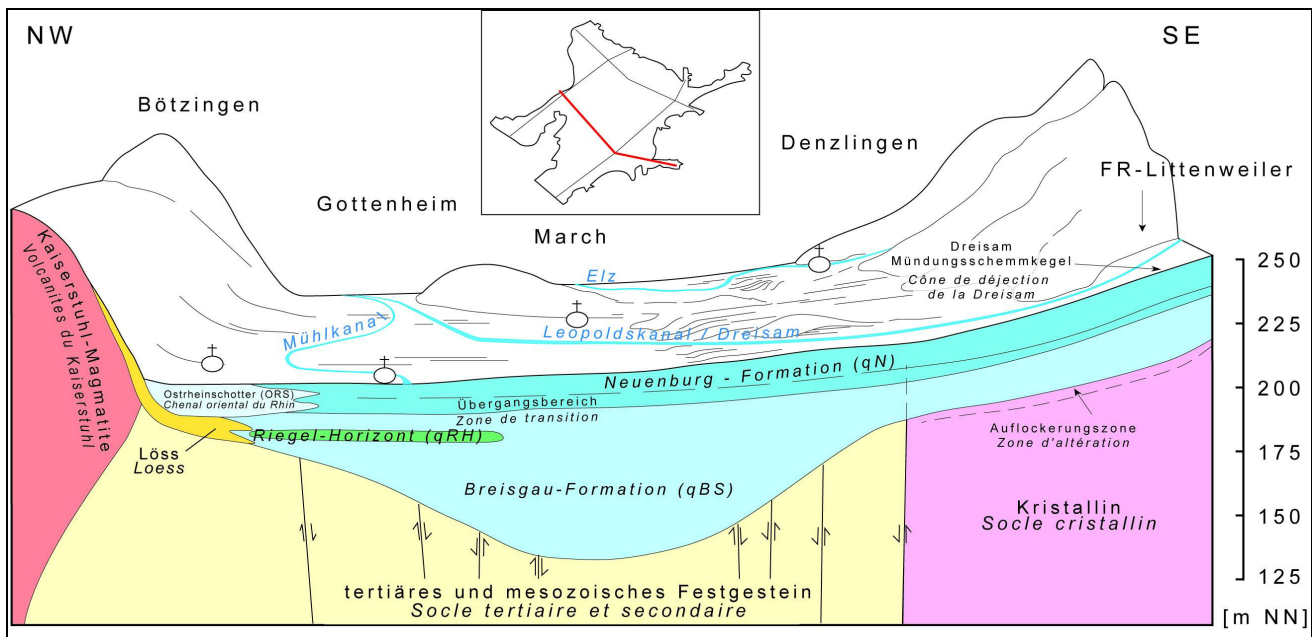 NW
SE
Bötzingen
Denzlingen
FR-Littenweiler
Gottenheim
March
Elz
Dreisam
Mündungsschemmkegel
Cône de déjection
de la Dreisam
Kaiserstuhl-Magmatite
Volcanites du Kaiserstuhl
Mühlkanal
Leopoldskanal / Dreisam
Neuenburg - Formation (qN)
Ostrheinschotter (ORS)
Chenal oriental du Rhin
Übergangsbereich
Zone de transition
Riegel-Horizont (qRH)
Löss
Loess
Auflockerungszone
Zone d'altération
Breisgau-Formation (qBS)
Kristallin
Socle cristallin
tertiäres und mesozoisches Festgestein
Socle tertiaire et secondaire
250
225
200
175
150
125
[m NN]